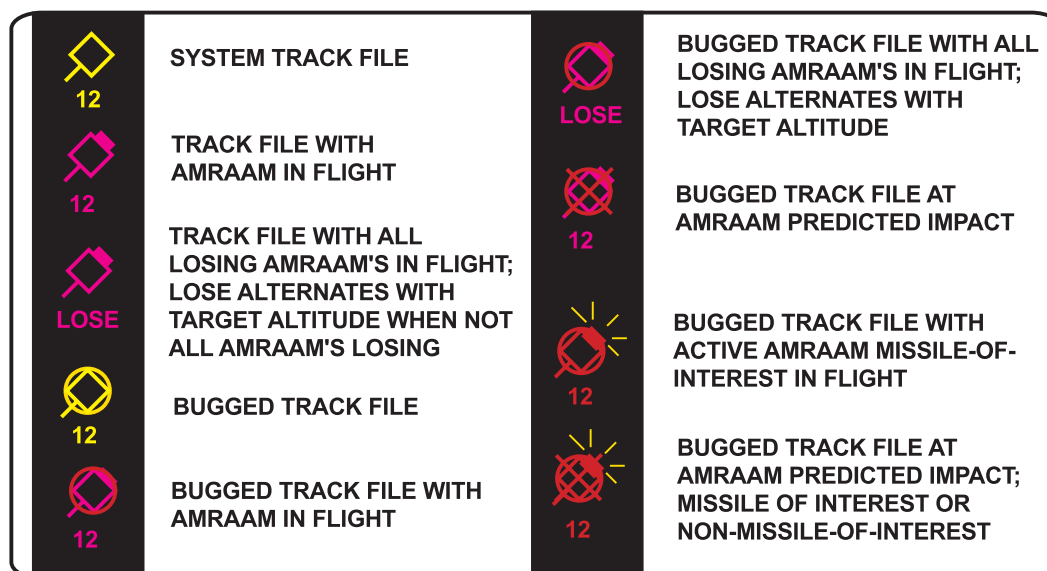 12
SYSTEM TRACK FILE
12
TRACK FILE WITH
AMRAAM IN FLIGHT
LOSE
TRACK FILE WITH ALL
LOSING AMRAAM'S IN FLIGHT;
LOSE ALTERNATES WITH
TARGET ALTITUDE WHEN NOT
ALL AMRAAM'S LOSING
12
BUGGED TRACK FILE
12
BUGGED TRACK FILE WITH
AMRAAM IN FLIGHT
LOSE
BUGGED TRACK FILE WITH ALL
LOSING AMRAAM'S IN FLIGHT;
LOSE ALTERNATES WITH
TARGET ALTITUDE
12
BUGGED TRACK FILE AT
AMRAAM PREDICTED IMPACT
12
BUGGED TRACK FILE WITH
ACTIVE AMRAAM MISSILE-OF-
INTEREST IN FLIGHT
12
BUGGED TRACK FILE AT
AMRAAM PREDICTED IMPACT;
MISSILE OF INTEREST OR
NON-MISSILE-OF-INTEREST